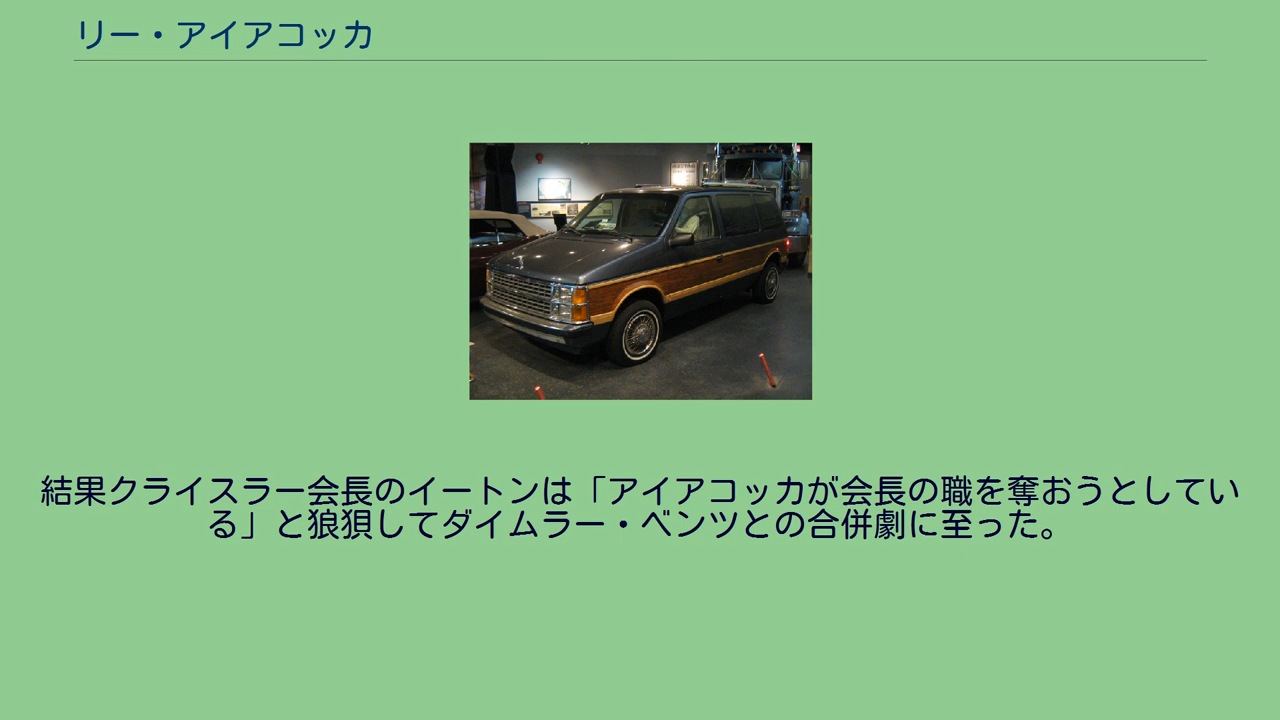 リー・アイアコッカ
結果クライスラー会長のイートンは「アイアコッカが会長の職を奪おうとしてい
る」と狼狽してダイムラー・ベンツとの合併劇に至った。